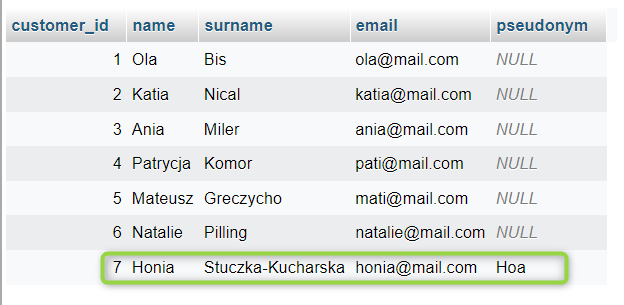 customer_id name surname email pseudonym
1 Ola Bis ola@mail.com NULL
2 Katia Nical katia@mail.com NULL
3 Ania Miler ania@mail.com NULL
4 Patrycja Komor pati@mail.com NULL
5 Mateusz Greczycho mati@mail.com NULL
6 Natalie Pilling natalie@mail.com NULL
7 Honia Stuczka-Kucharska honia@mail.com Hoa